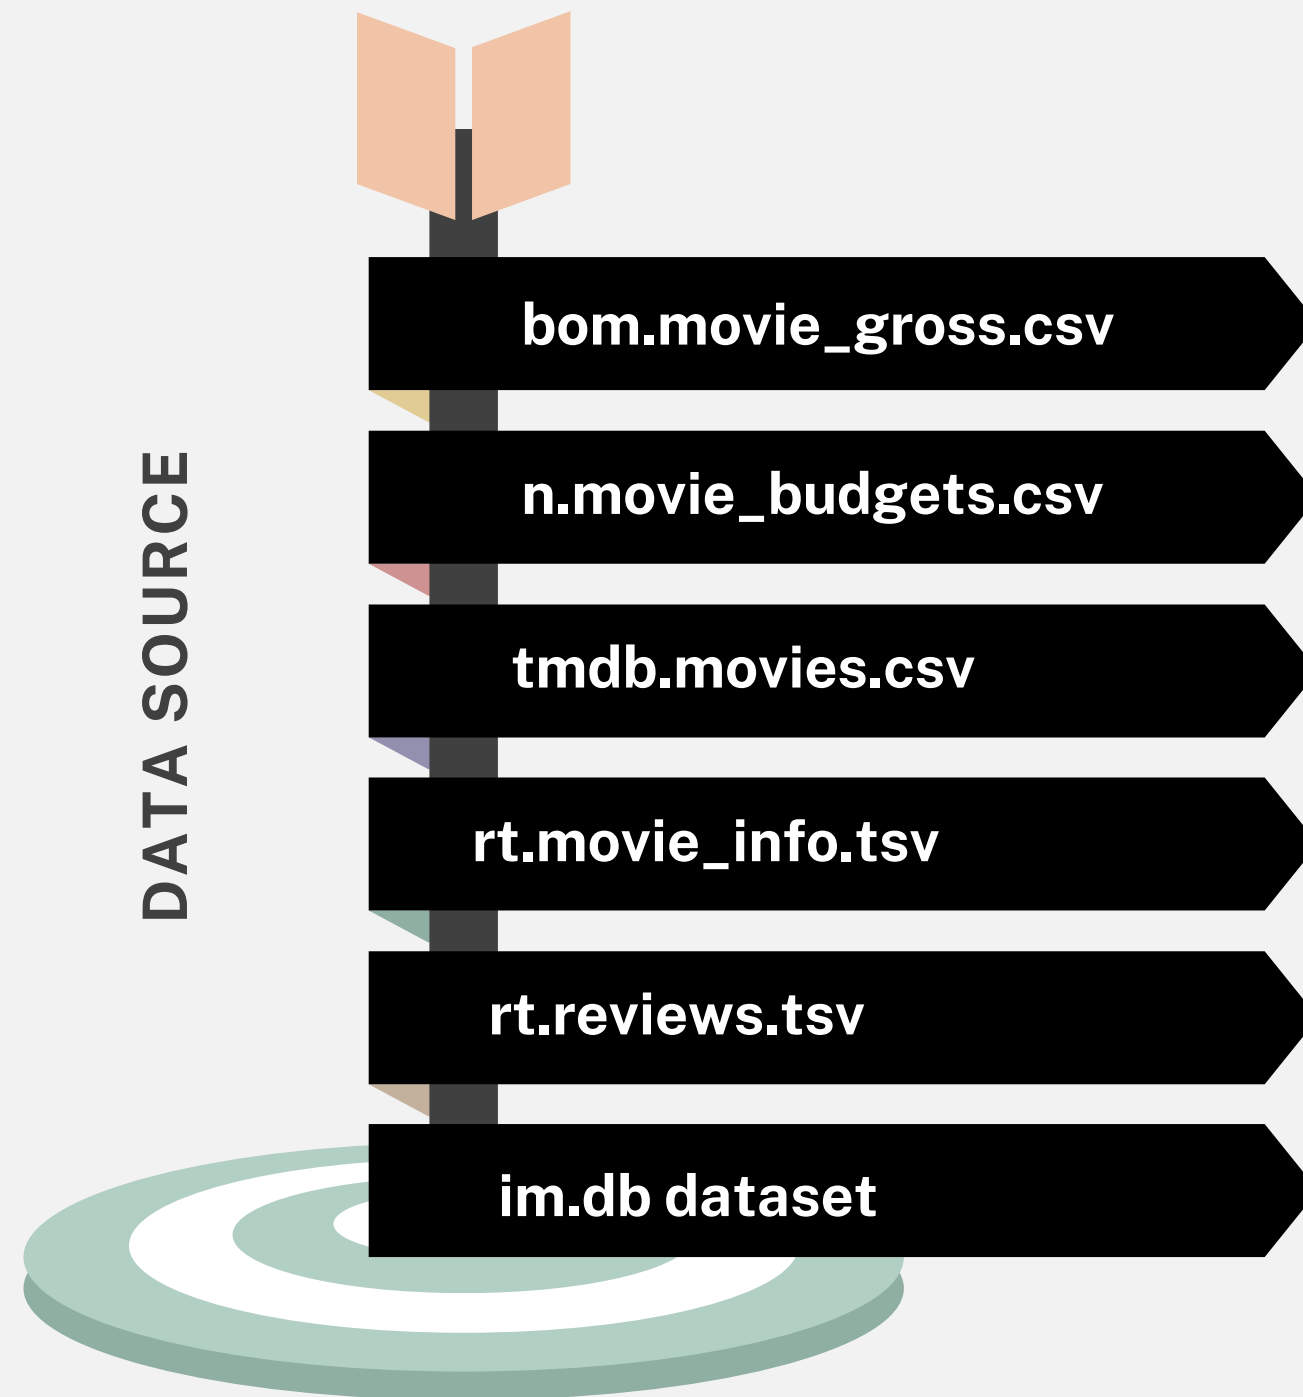 DATA SOURCE
bom.movie_gross.csv
n.movie_budgets.csv
tmdb.movies.csv
rt.movie_info.tsv
rt.reviews.tsv
im.db dataset